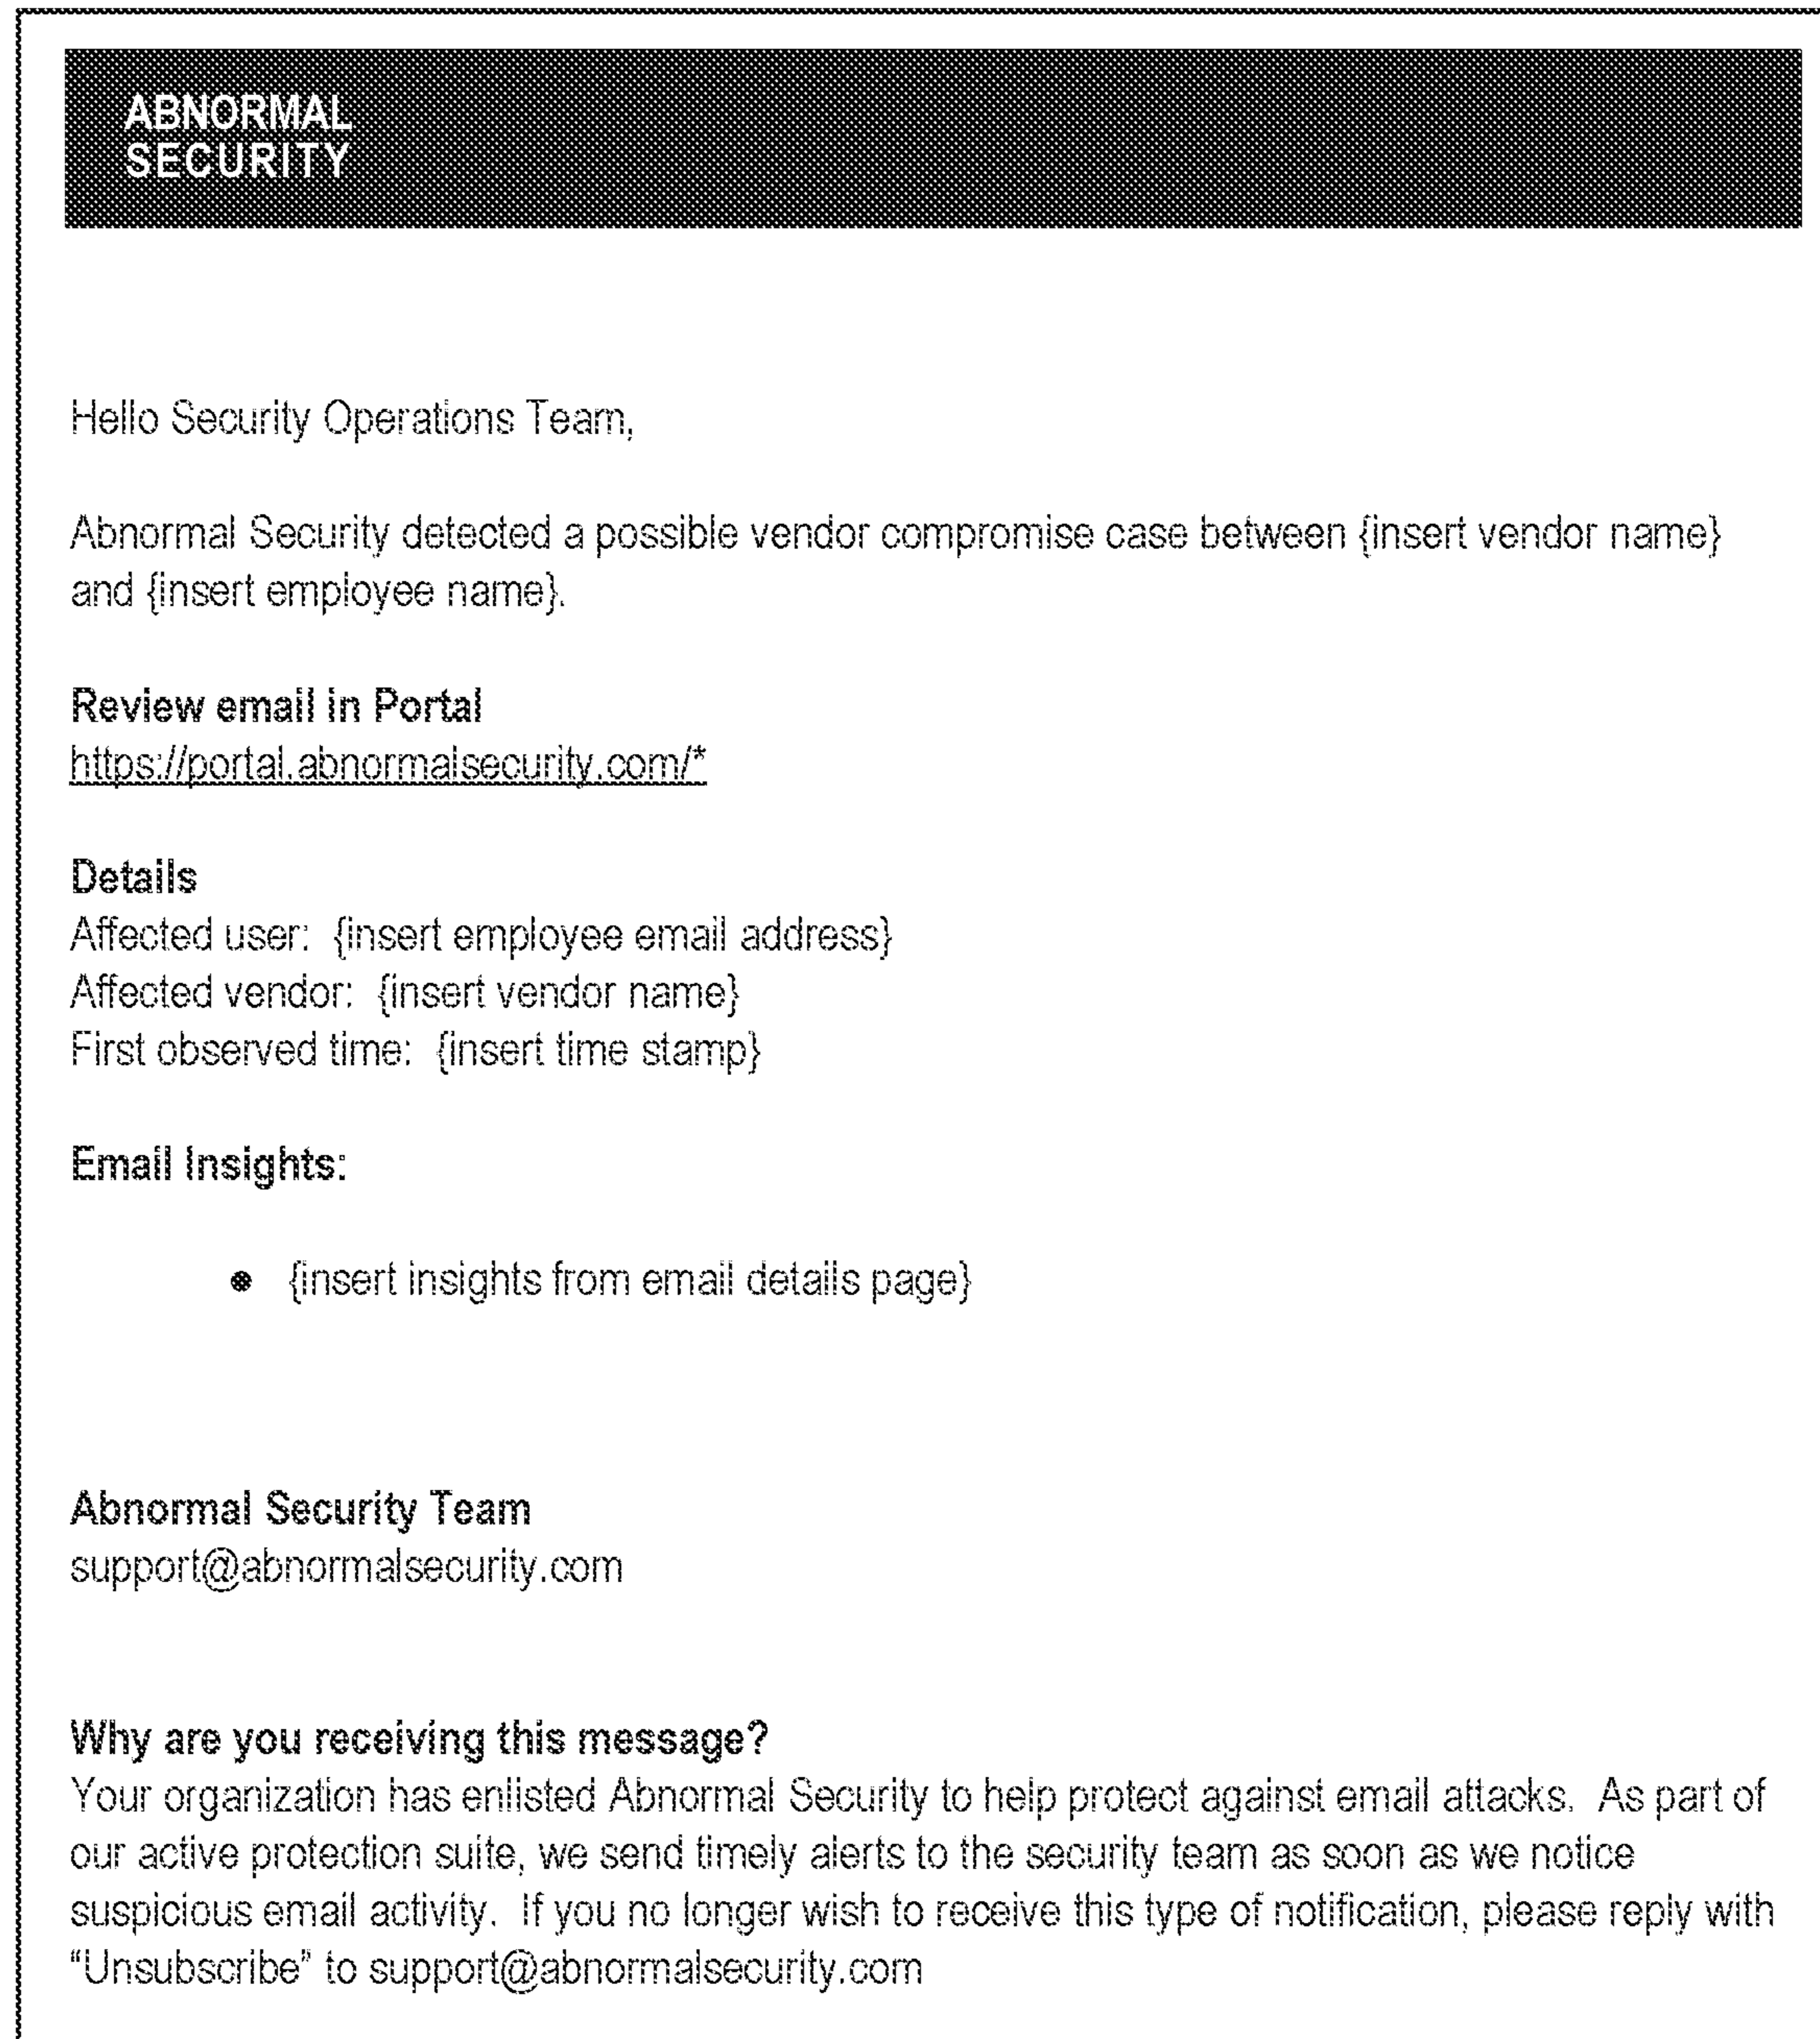 ABNORMAL
SECURITY
Hello Security Operations Team,
Abnormal Security detected a possible vendor compromise case between {insert vendor name}
and {insert employee name}.
Review email in Portal
https://portal.abnormalsecurity.com/*
Details
Affected user:  {insert employee email address}
Affected vendor:  {insert vendor name}
First observed time:  {insert time stamp}
Email Insights:
● {insert insights from email details page}
Abnormal Security Team
support@abnormalsecurity.com
Why are you receiving this message?
Your organization has enlisted Abnormal Security to help protect against email attacks.  As part of
our active protection suite, we send timely alerts to the security team as soon as we notice
suspicious email activity.  If you no longer wish to receive this type of notification, please reply with
“Unsubscribe” to support@abnormalsecurity.com